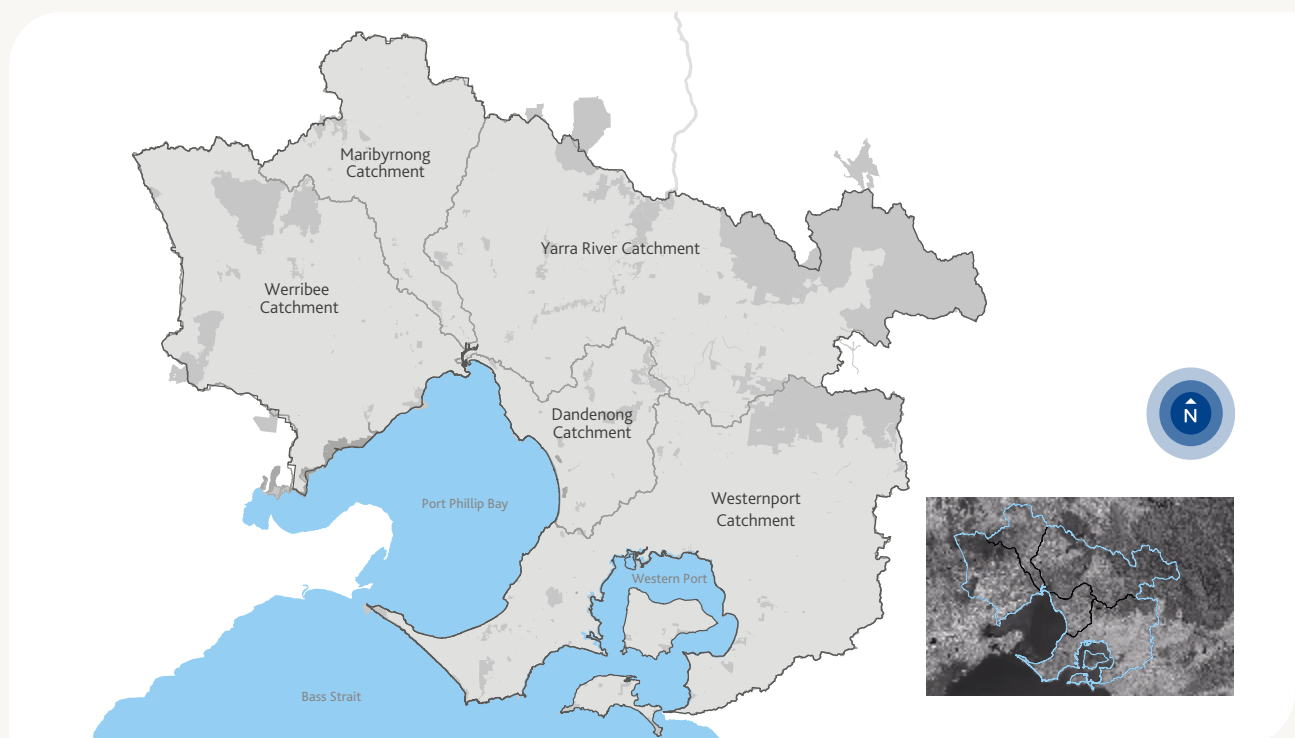 Maribyrnong
Catchment
Yarra River Catchment
Werribee
Catchment
Dandenong
Catchment
Westernport
Catchment
Port Phillip Bay
Western Port
Bass Strait
N